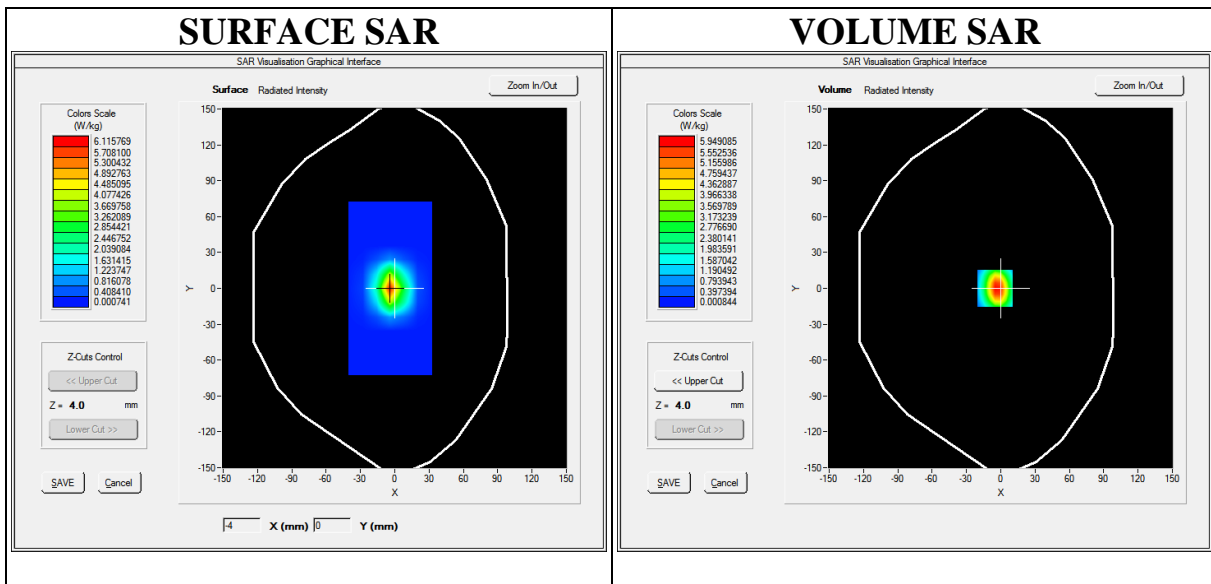 SURFACE SAR
SAR Visualisation Graphical Interface
Surface Radiated Intensity
Zoom In/Out
Colors Scale
(W/kg)
6.115769
5.708100
5.300432
4.892763
4.485095
4.077426
3.669758
3.262089
2.854421
2.446752
2.039084
1.631415
1.223747
0.816078
0.408410
0.000741
Z-Cuts Control
<< Upper Cut
Z = 4.0 mm
Lower Cut >>
SAVE Cancel
150
120
90
60
30
0
-30
-60
-90
-120
-150
Y
-150 -120 -90 -60 -30 0 30 60 90 120 150
X
-4 X (mm) 0 Y (mm)
VOLUME SAR
SAR Visualisation Graphical Interface
Volume Radiated Intensity
Zoom In/Out
Colors Scale
(W/kg)
5.949085
5.552536
5.155986
4.759437
4.362887
3.966338
3.569789
3.173239
2.776690
2.380141
1.983591
1.587042
1.190492
0.793943
0.397394
0.000844
Z-Cuts Control
<< Upper Cut
Z = 4.0 mm
Lower Cut >>
SAVE Cancel
150
120
90
60
30
0
-30
-60
-90
-120
-150
Y
-150 -120 -90 -60 -30 0 30 60 90 120 150
X